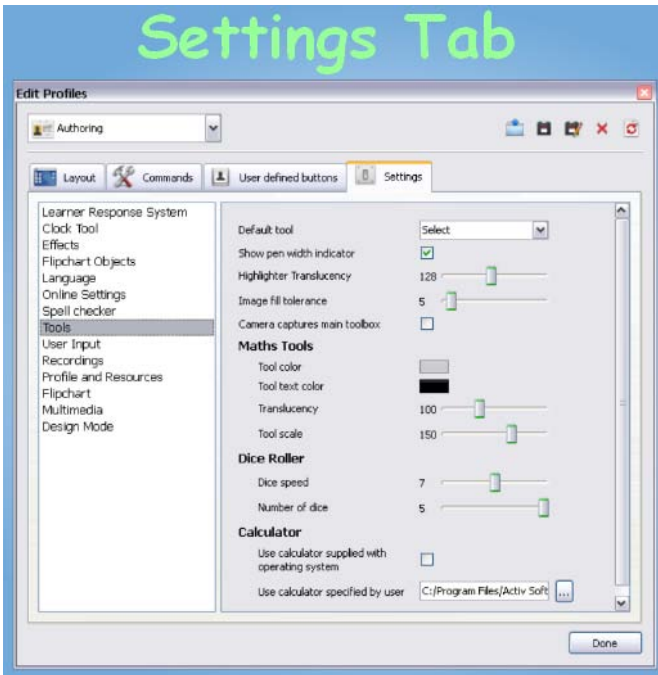 Settings Tab
Edit Profiles
Authoring
Layout Commands User defined buttons Settings
Learner Response System
Clock Tool
Effects
Flipchart Objects
Language
Online Settings
Spell checker
Tools
User Input
Recordings
Profile and Resources
Flipchart
Multimedia
Design Mode
Default tool Select
Show pen width indicator
Highlighter Translucency 128
Image fill tolerance 5
Camera captures main toolbox
Maths Tools
Tool color
Tool text color
Translucency 100
Tool scale 150
Dice Roller
Dice speed 7
Number of dice 5
Calculator
Use calculator supplied with
operating system
Use calculator specified by user C:/Program Files/Activ Soft ...
Done